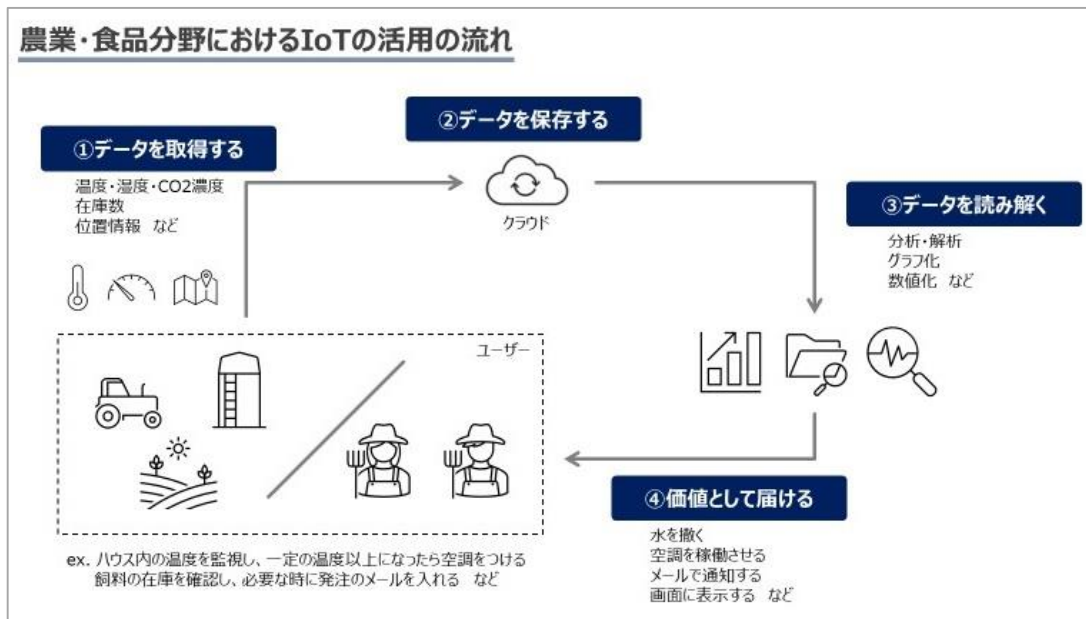 農業・食品分野におけるIoTの活用の流れ
①データを取得する
温度・湿度・CO2濃度
在庫数
位置情報 など
②データを保存する
クラウド
③データを読み解く
分析・解析
グラフ化
数値化 など
ユーザー
④価値として届ける
水を撒く
空調を稼働させる
メールで通知する
画面に表示する など
ex. ハウス内の温度を監視し、一定の温度以上になったら空調をつける
飼料の在庫を確認し、必要な時に発注のメールを入れる など